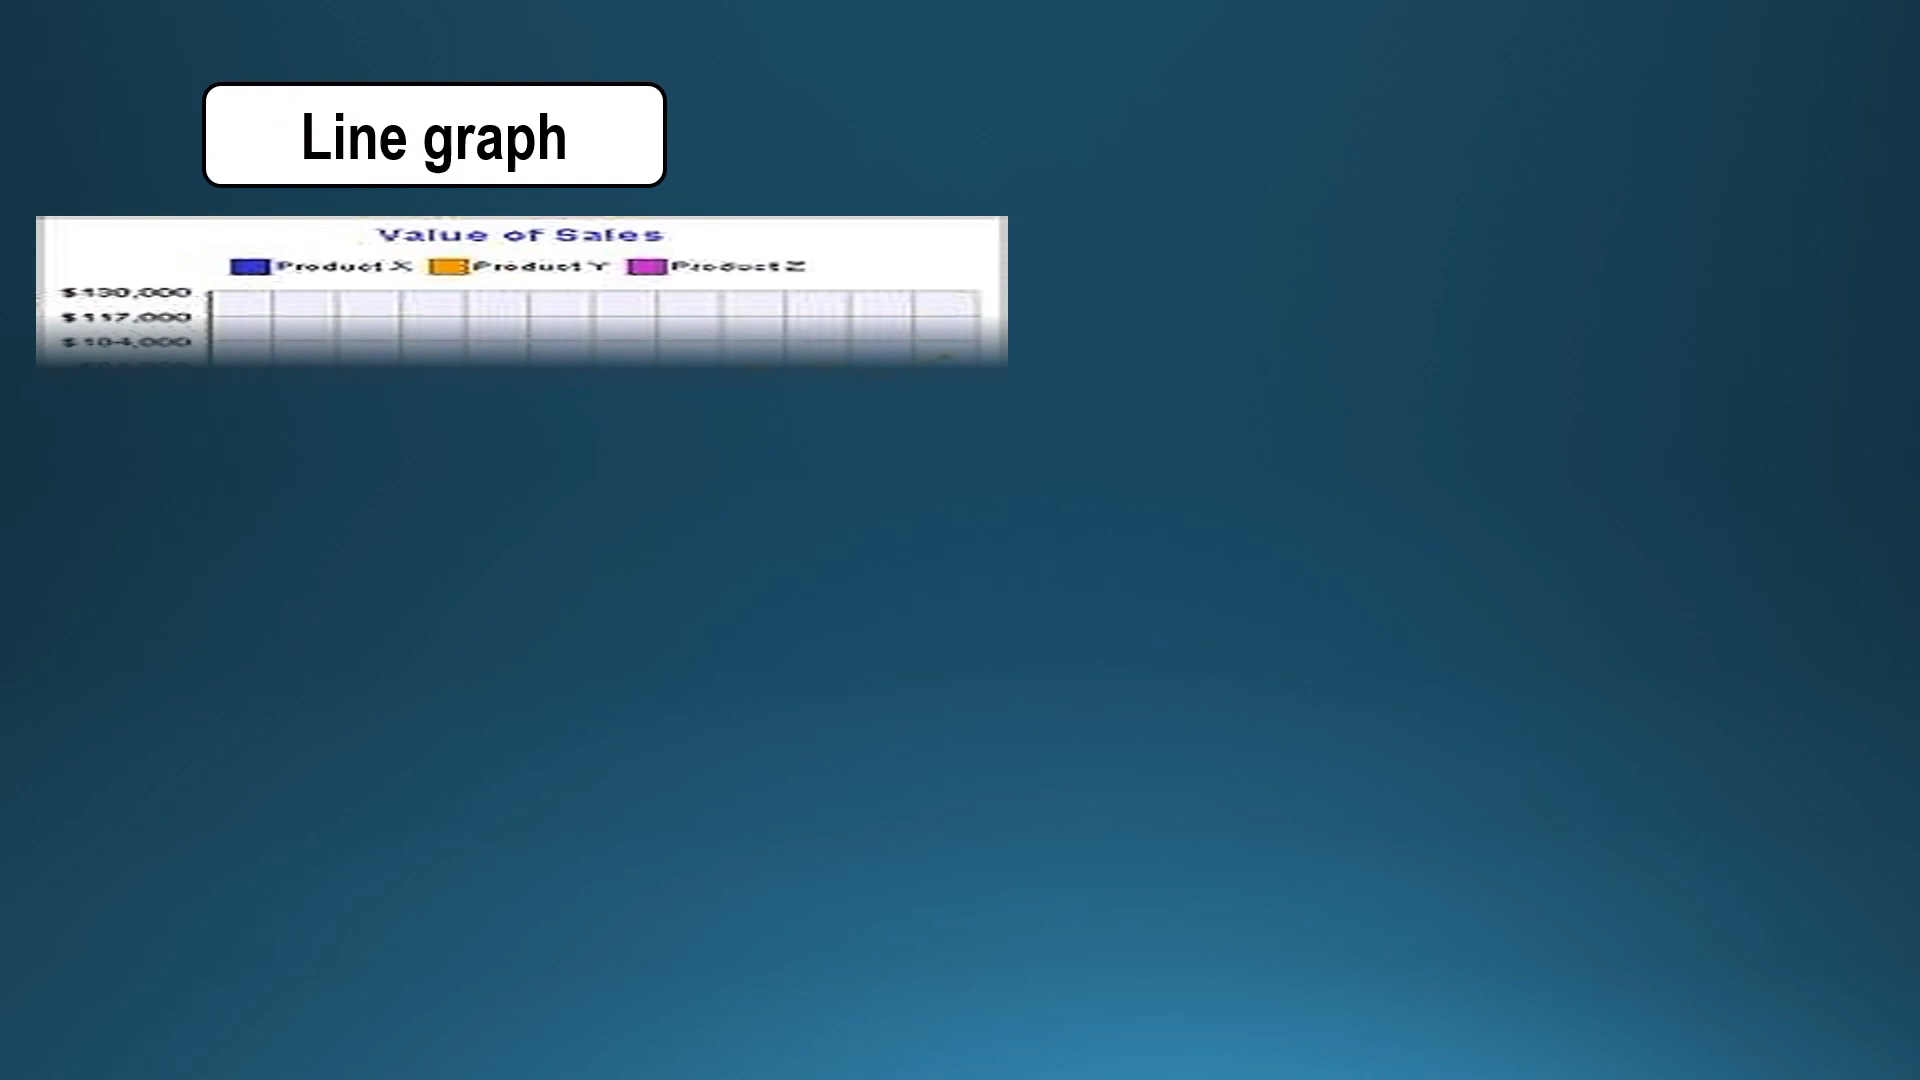 Line graph
Value of Sales
Product X Product Y Product Z
$130,000
$117,000
$104,000